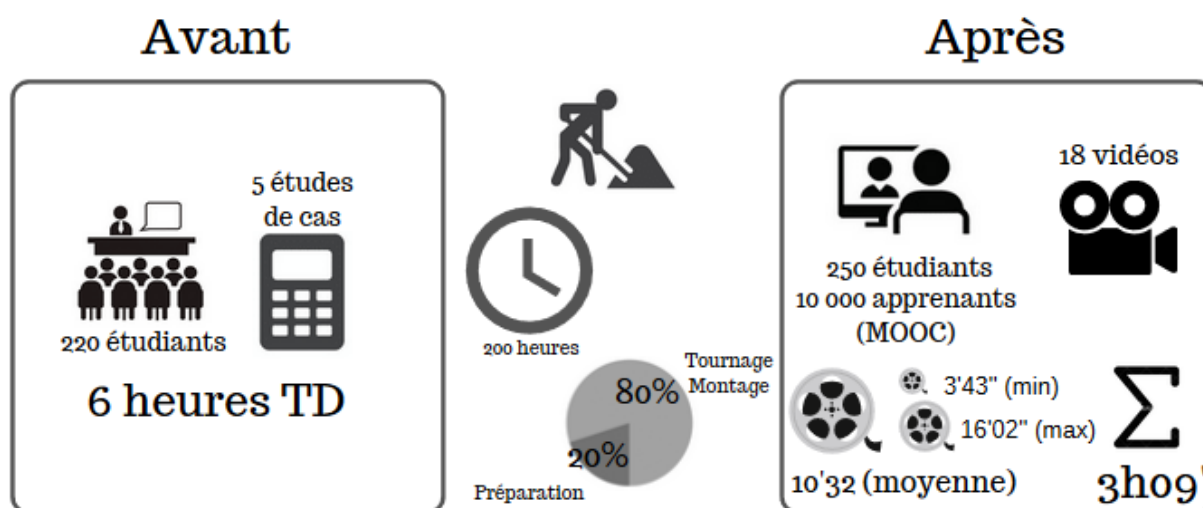 Avant
5 études
de cas
220 étudiants
6 heures TD
200 heures
Tournage
Montage
80%
20%
Préparation
Après
18 vidéos
250 étudiants
10 000 apprenants
(MOOC)
3'43" (min)
16'02" (max)
10'32 (moyenne)
Σ
3h09'